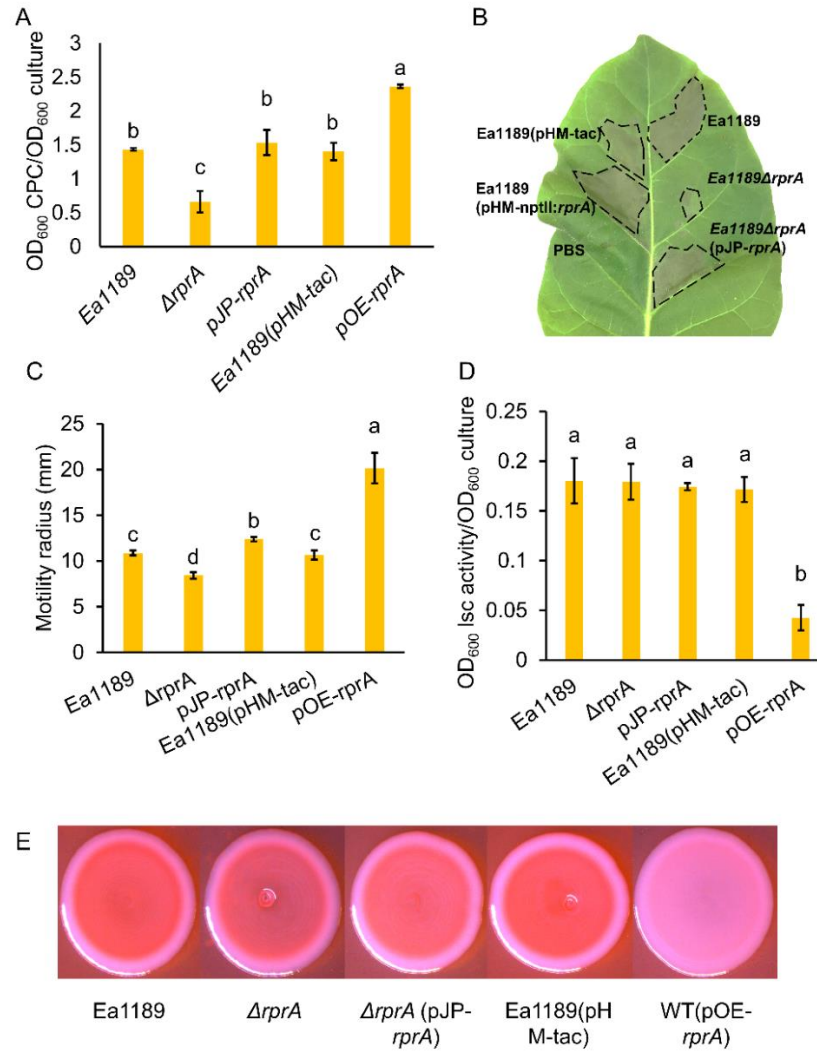 A
OD600 CPC/OD600 culture
3
2.5
2
1.5
1
0.5
0
b
c
b
b
a
Ea1189
ΔrprA
pJP-rprA
Ea1189(pHM-tac)
pOE-rprA
B
Ea1189(pHM-tac)
Ea1189
(pHM-nptII:rprA)
PBS
Ea1189
Ea1189ΔrprA
Ea1189ΔrprA
(pJP-rprA)
C
Motility radius (mm)
25
20
15
10
5
0
c
d
b
c
a
Ea1189
ΔrprA
pJP-rprA
Ea1189(pHM-tac)
pOE-rprA
D
OD600 lsc activity/OD600 culture
0.25
0.2
0.15
0.1
0.05
0
a
a
a
a
b
Ea1189
ΔrprA
pJP-rprA
Ea1189(pHM-tac)
pOE-rprA
E
Ea1189
ΔrprA
ΔrprA (pJP-
rprA)
Ea1189(pH
M-tac)
WT(pOE-
rprA)